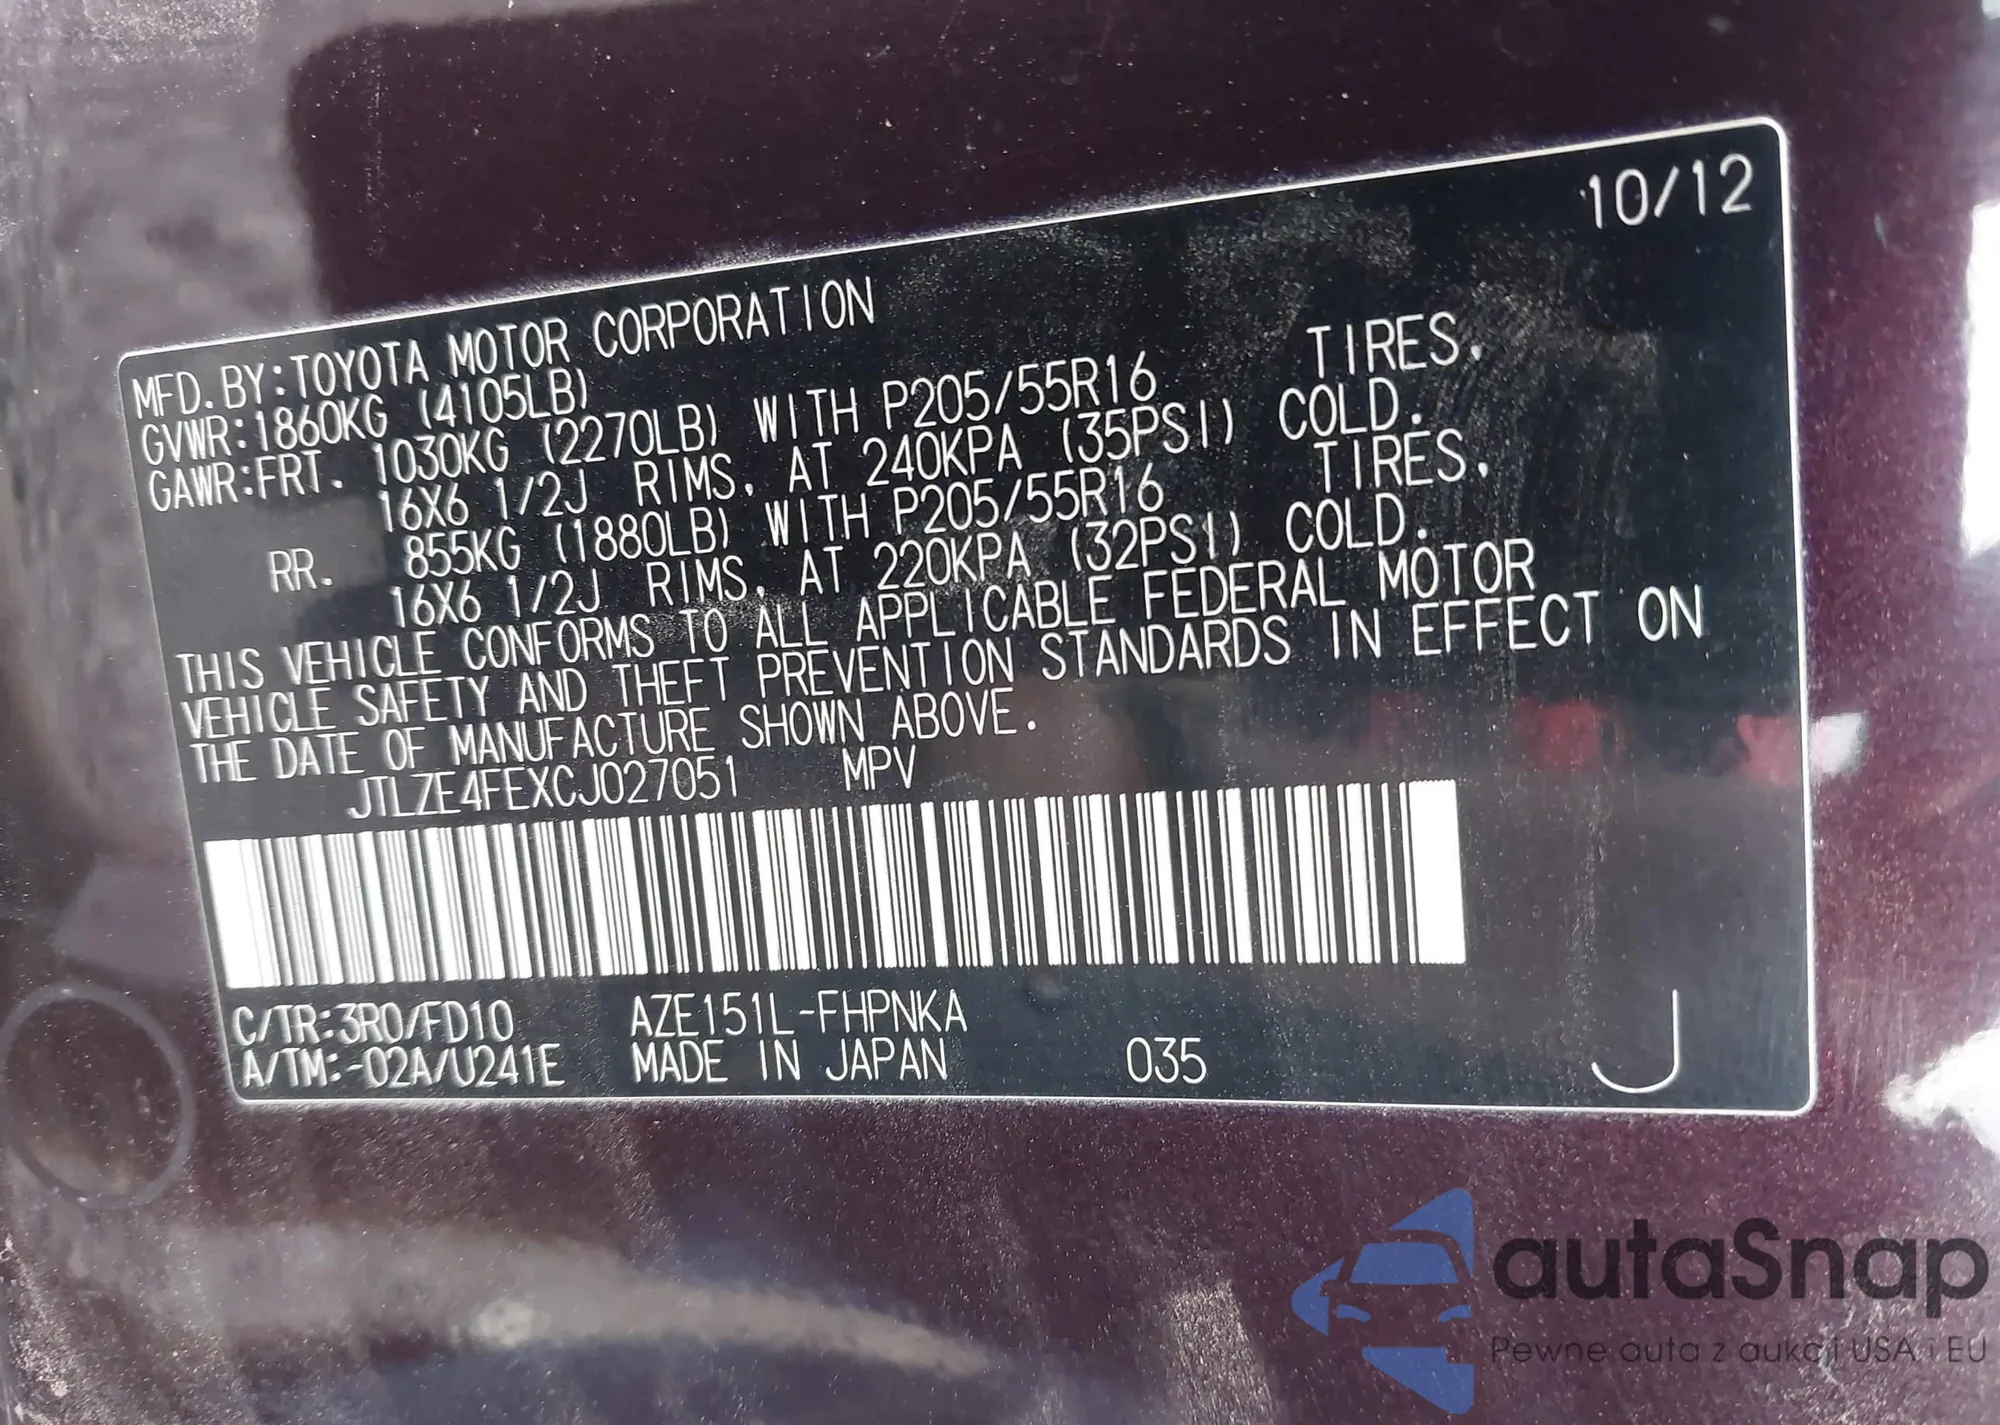 10/12
MFD.BY:TOYOTA MOTOR CORPORATION
GVWR:1860KG (4105LB)
GAWR:FRT. 1030KG (2270LB) WITH P205/55R16 TIRES,
16X6 1/2J RIMS, AT 240KPA (35PSI) COLD.
RR. 855KG (1880LB) WITH P205/55R16 TIRES,
16X6 1/2J RIMS, AT 220KPA (32PSI) COLD.
THIS VEHICLE CONFORMS TO ALL APPLICABLE FEDERAL MOTOR
VEHICLE SAFETY AND THEFT PREVENTION STANDARDS IN EFFECT ON
THE DATE OF MANUFACTURE SHOWN ABOVE.
JTLZE4FEXCJ027051 MPV
C/TR:3R0/FD10 AZE151L-FHPNKA
A/TM:-02A/U241E MADE IN JAPAN 035 J
autaSnap
Pewne auta z aukcji USA i EU